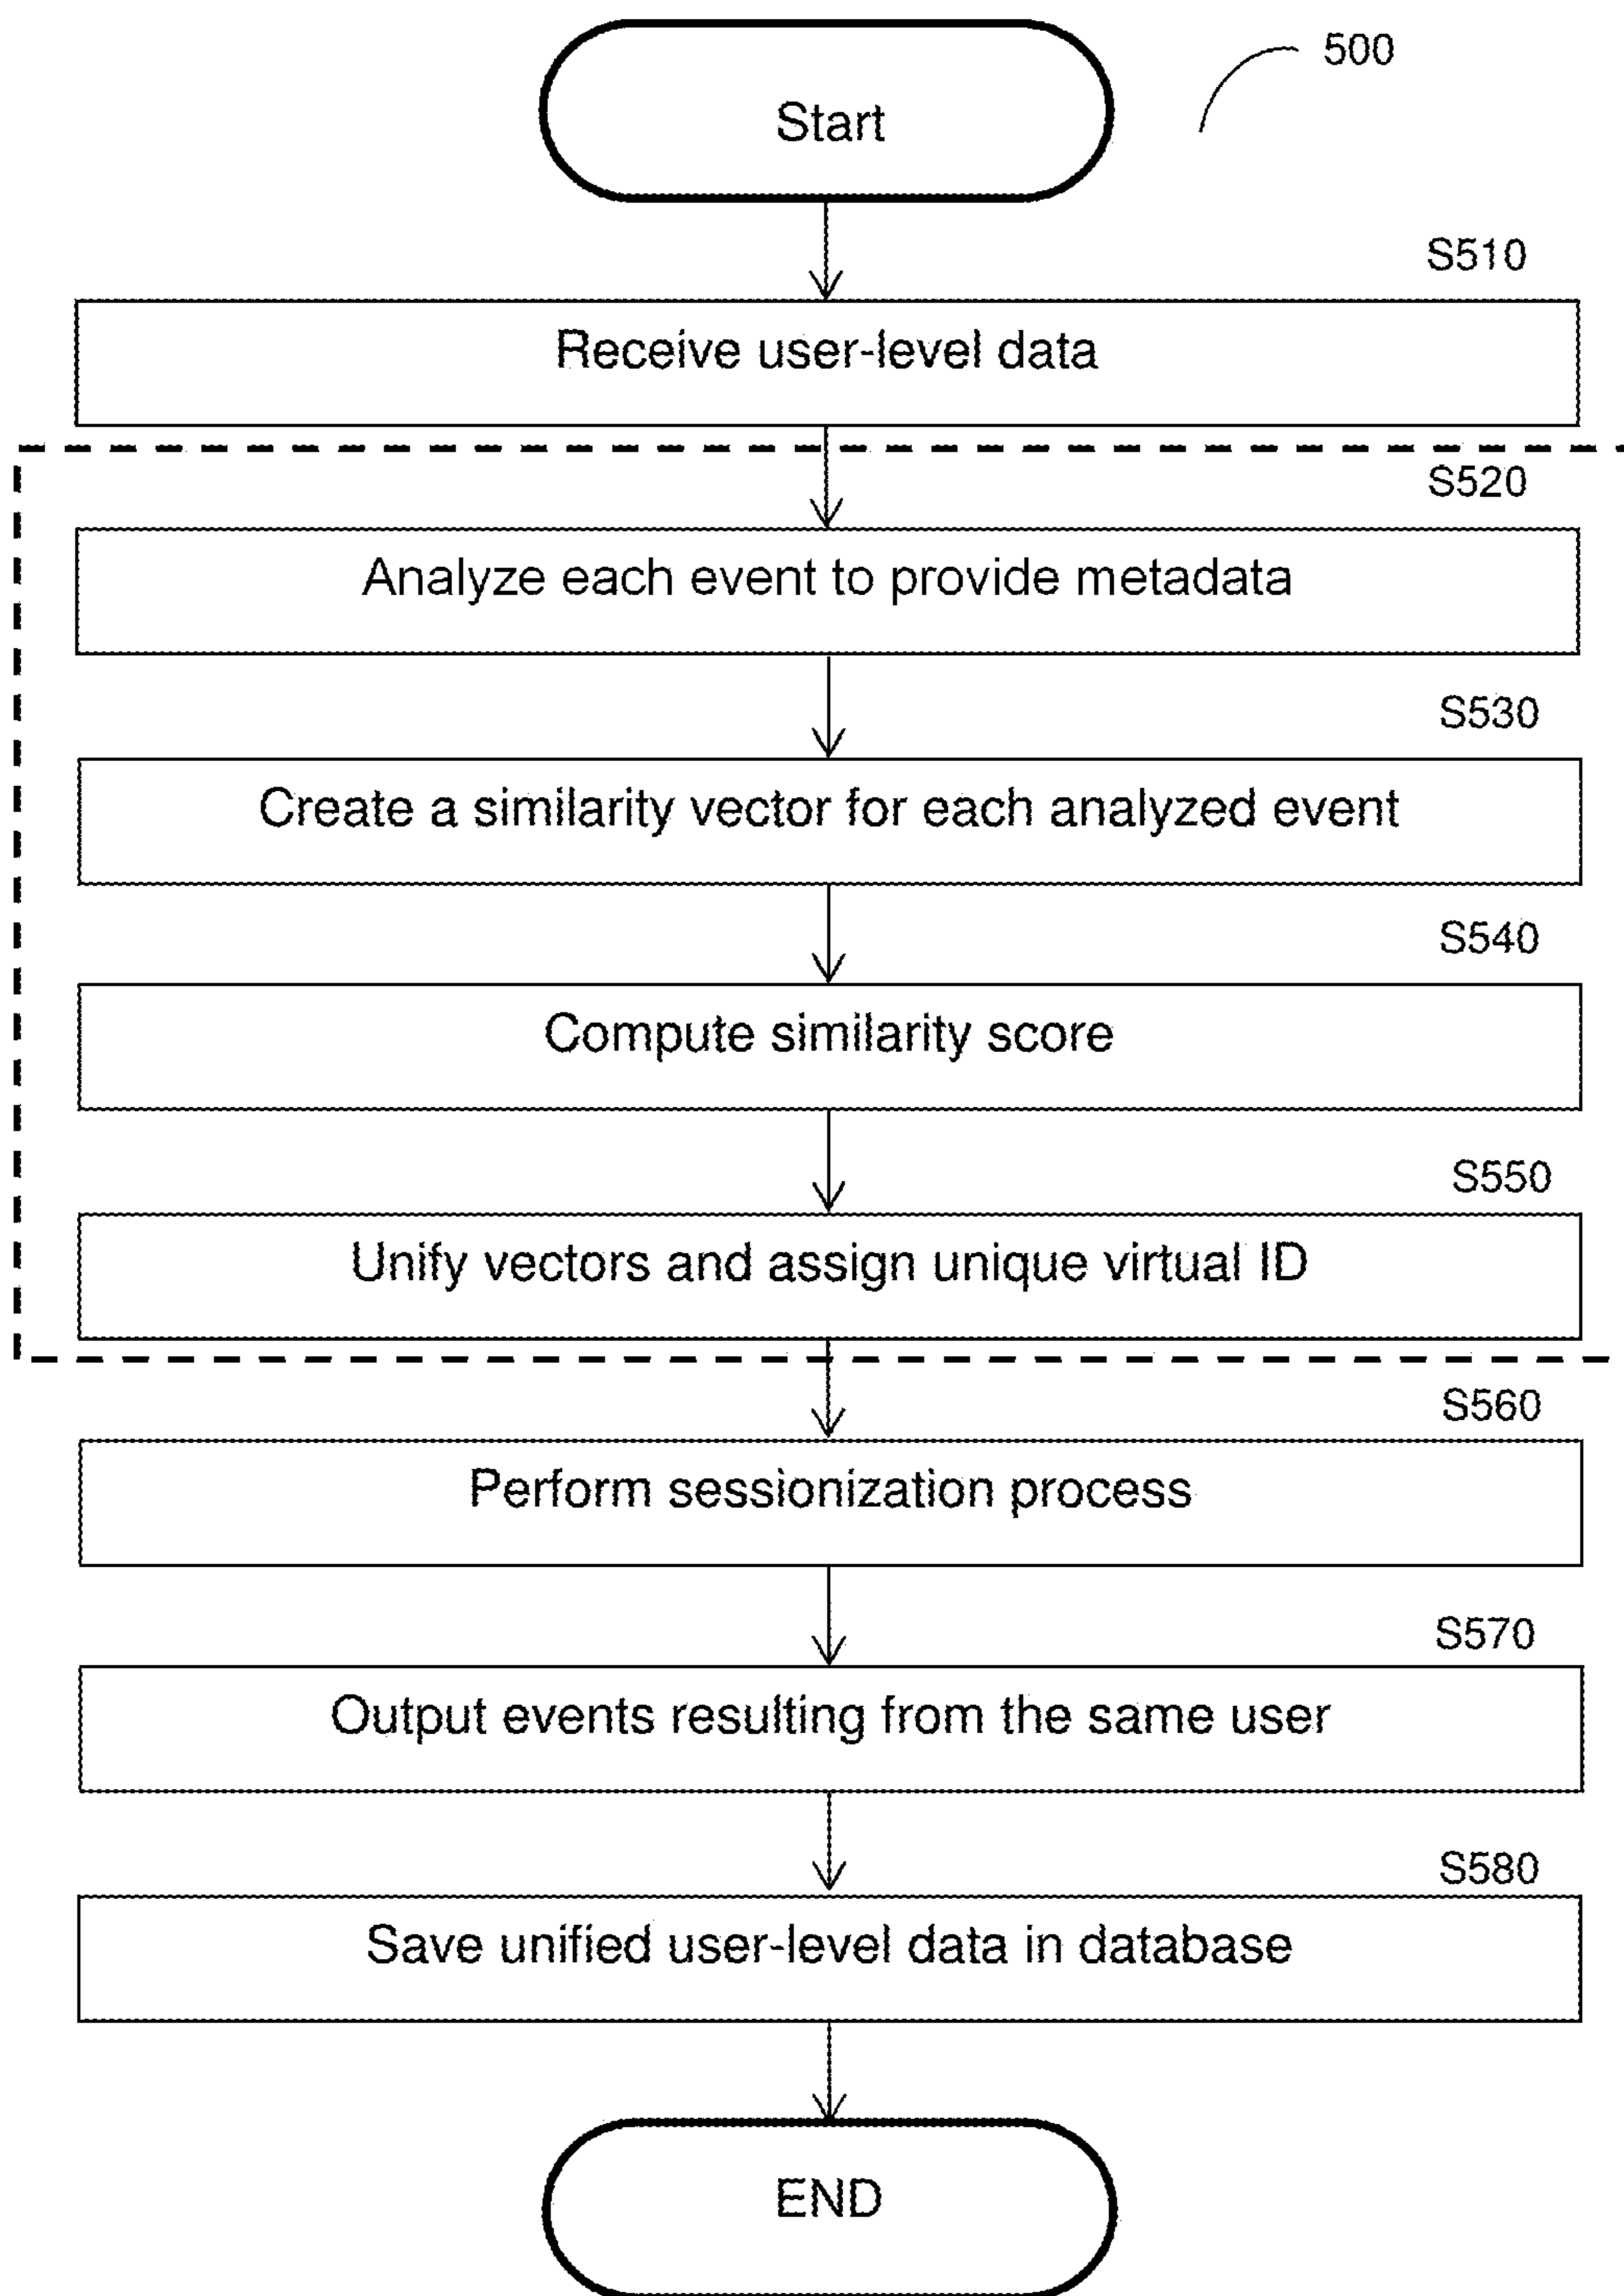 500
Start
S510
Receive user-level data
S520
Analyze each event to provide metadata
S530
Create a similarity vector for each analyzed event
S540
Compute similarity score
S550
Unify vectors and assign unique virtual ID
S560
Perform sessionization process
S570
Output events resulting from the same user
S580
Save unified user-level data in database
END